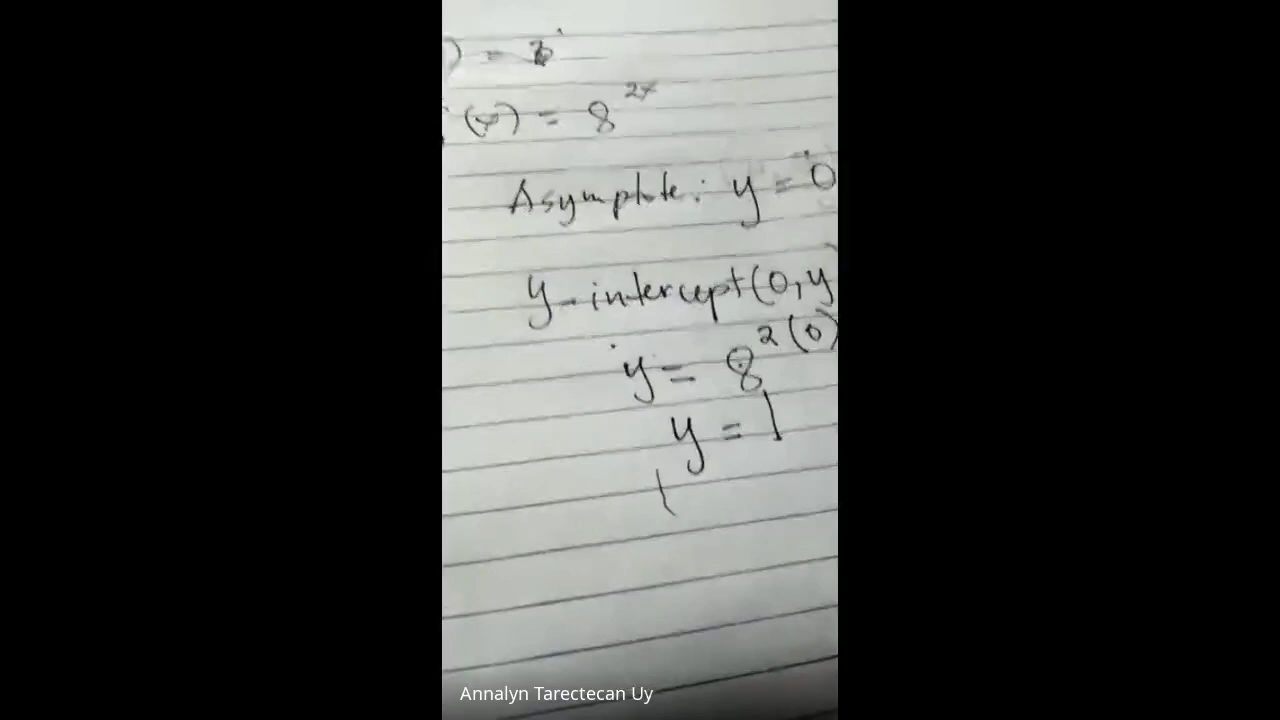 ) =
(x) = 8^{2x}
Asymptote: y = 0
y-intercept (0, y
y = 8^{2(0)}
y = 1
(
Annalyn Tarectecan Uy